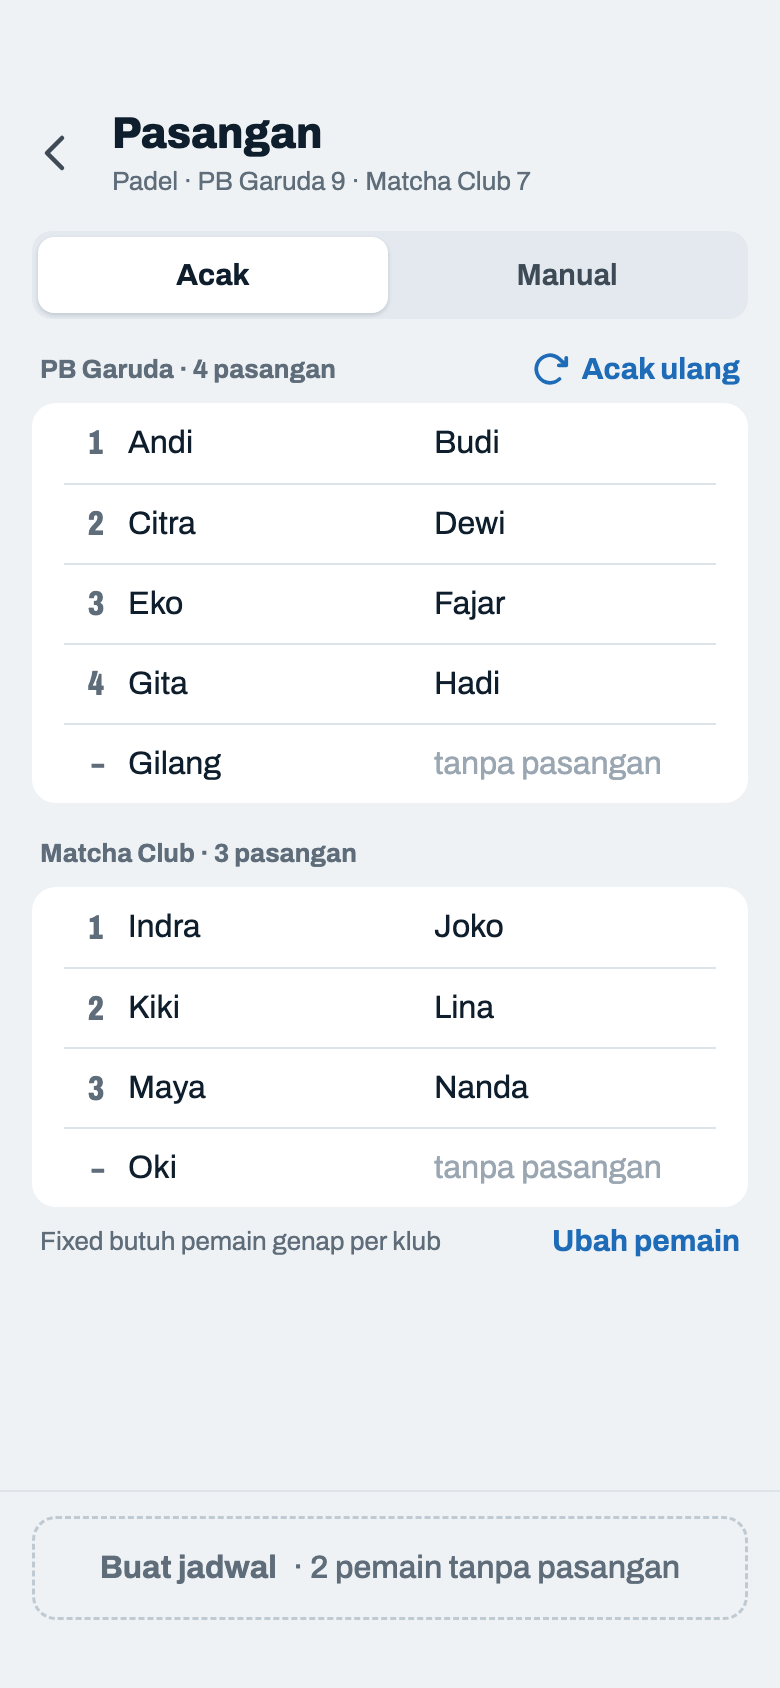 Pasangan
Padel · PB Garuda 9 · Matcha Club 7
Acak Manual
PB Garuda · 4 pasangan Acak ulang
1 Andi Budi
2 Citra Dewi
3 Eko Fajar
4 Gita Hadi
- Gilang tanpa pasangan
Matcha Club · 3 pasangan
1 Indra Joko
2 Kiki Lina
3 Maya Nanda
- Oki tanpa pasangan
Fixed butuh pemain genap per klub Ubah pemain
Buat jadwal · 2 pemain tanpa pasangan